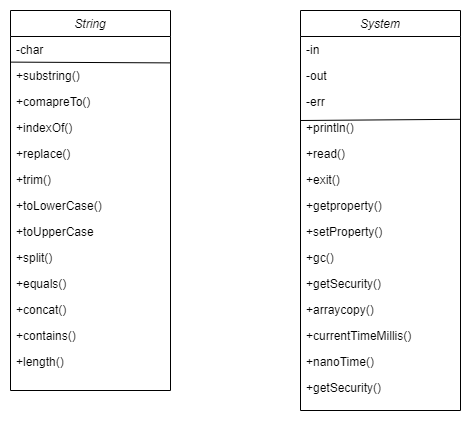 String
-char
+substring()
+comapreTo()
+indexOf()
+replace()
+trim()
+toLowerCase()
+toUpperCase
+split()
+equals()
+concat()
+contains()
+length()
System
-in
-out
-err
+println()
+read()
+exit()
+getproperty()
+setProperty()
+gc()
+getSecurity()
+arraycopy()
+currentTimeMillis()
+nanoTime()
+getSecurity()